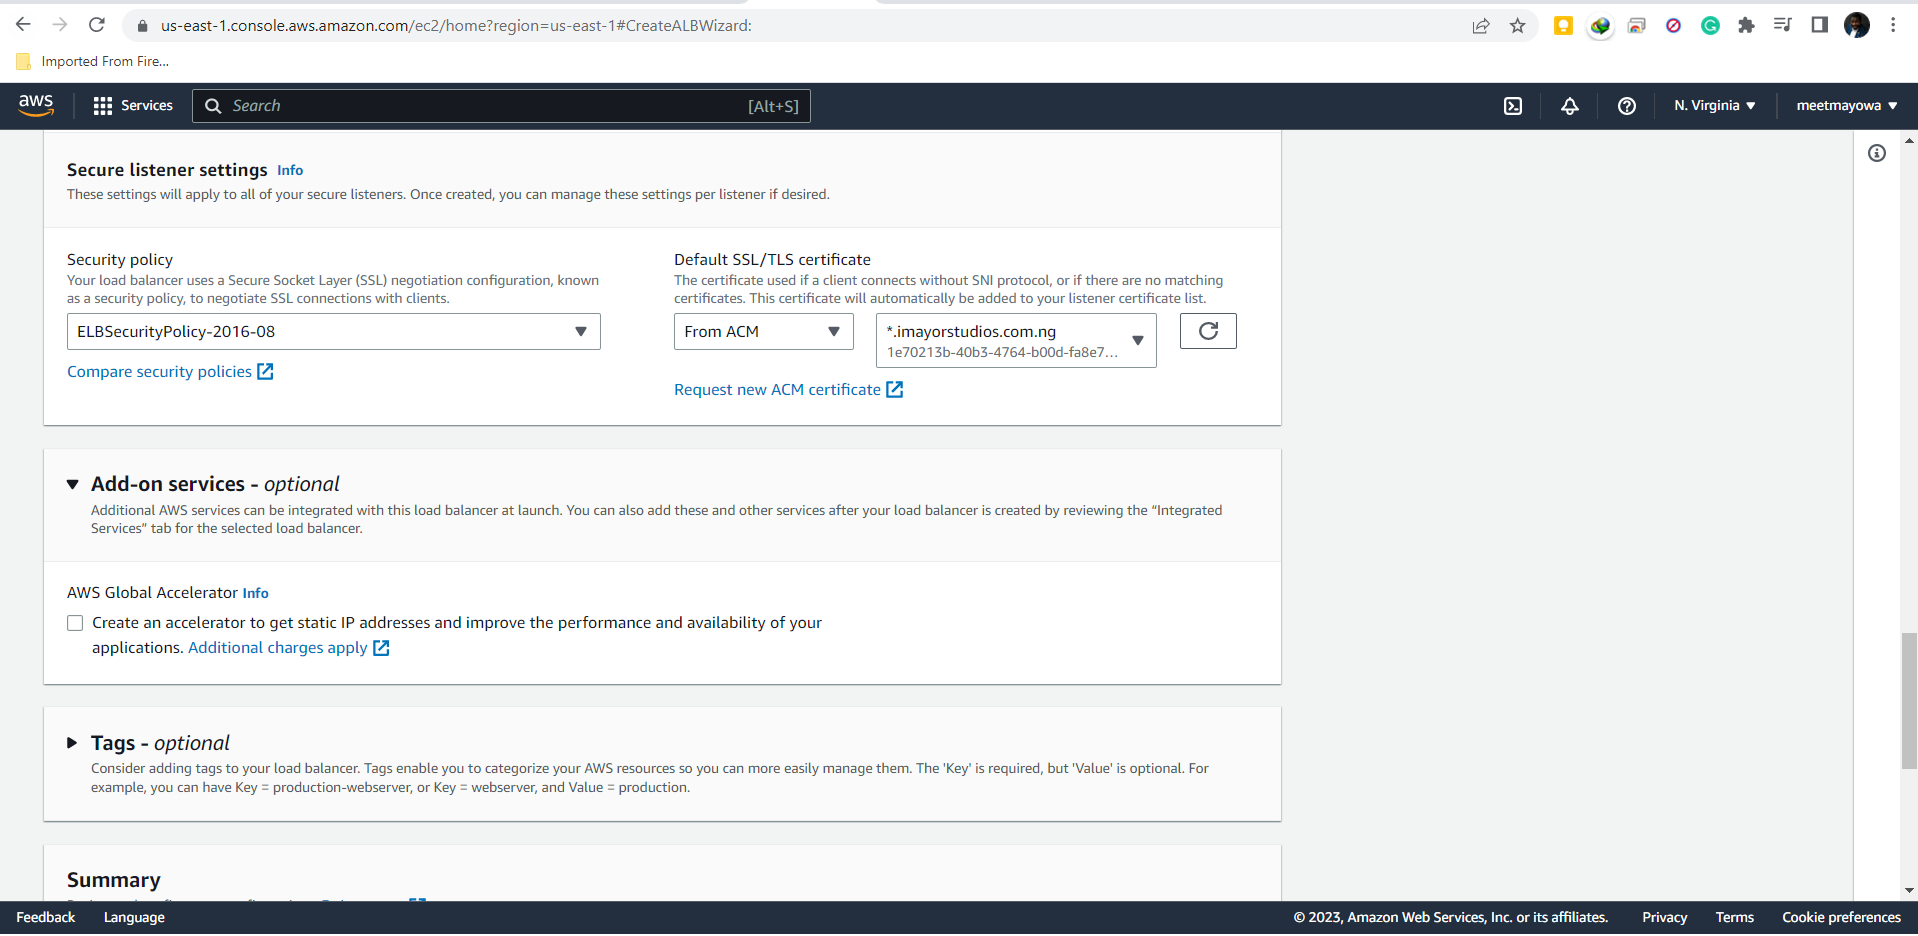 us-east-1.console.aws.amazon.com/ec2/home?region=us-east-1#CreateALBWizard:
Imported From Fire...
aws
Services
Search
[Alt+S]
N. Virginia
meetmayowa
Secure listener settings Info
These settings will apply to all of your secure listeners. Once created, you can manage these settings per listener if desired.
Security policy
Your load balancer uses a Secure Socket Layer (SSL) negotiation configuration, known
as a security policy, to negotiate SSL connections with clients.
ELBSecurityPolicy-2016-08
Compare security policies
Default SSL/TLS certificate
The certificate used if a client connects without SNI protocol, or if there are no matching
certificates. This certificate will automatically be added to your listener certificate list.
From ACM
*.imayorstudios.com.ng
1e70213b-40b3-4764-b00d-fa8e7...
Request new ACM certificate
Add-on services - optional
Additional AWS services can be integrated with this load balancer at launch. You can also add these and other services after your load balancer is created by reviewing the “Integrated
Services” tab for the selected load balancer.
AWS Global Accelerator Info
Create an accelerator to get static IP addresses and improve the performance and availability of your
applications. Additional charges apply
Tags - optional
Consider adding tags to your load balancer. Tags enable you to categorize your AWS resources so you can more easily manage them. The 'Key' is required, but 'Value' is optional. For
example, you can have Key = production-webserver, or Key = webserver, and Value = production.
Summary
Feedback
Language
© 2023, Amazon Web Services, Inc. or its affiliates.
Privacy
Terms
Cookie preferences